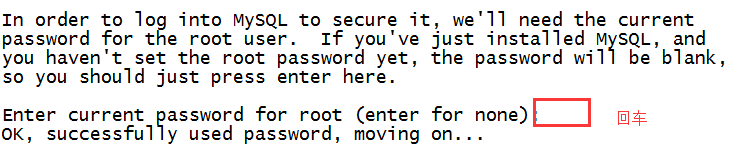 In order to log into MySQL to secure it, we'll need the current
password for the root user.  If you've just installed MySQL, and
you haven't set the root password yet, the password will be blank,
so you should just press enter here.
Enter current password for root (enter for none): 回车
OK, successfully used password, moving on...